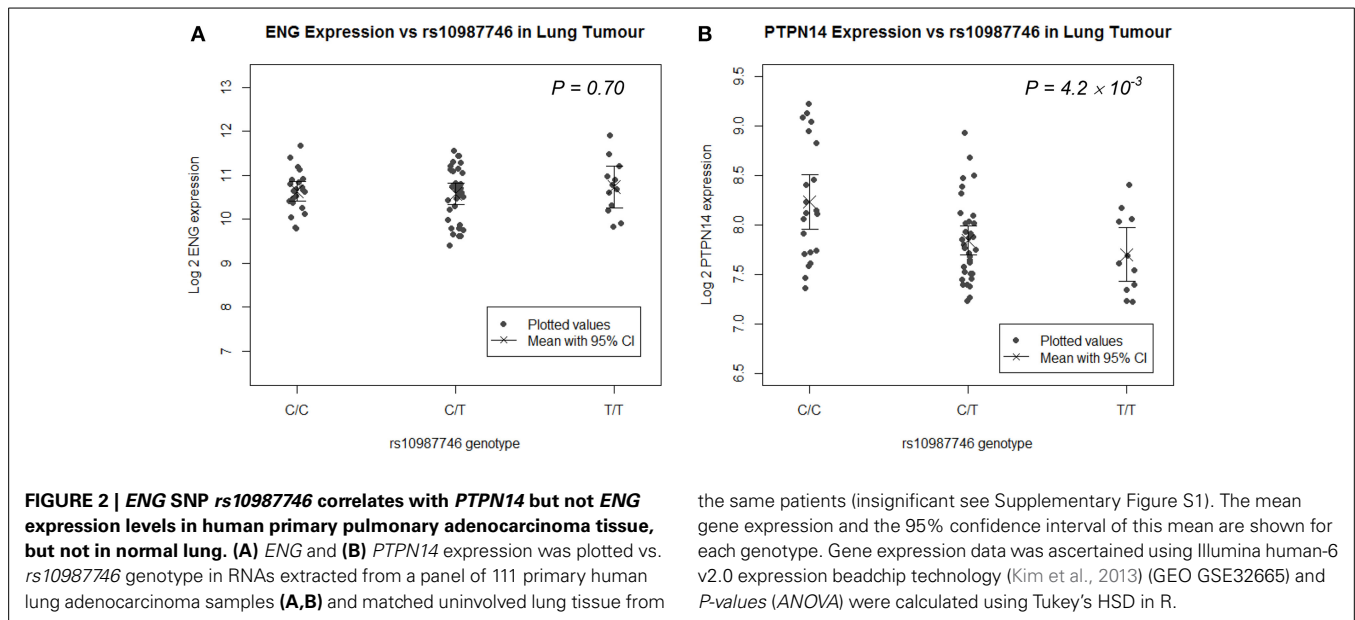 A
ENG Expression vs rs10987746 in Lung Tumour
P = 0.70
13
12
11
10
9
8
7
Log 2 ENG expression
Plotted values
Mean with 95% CI
C/C
C/T
T/T
rs10987746 genotype
B
PTPN14 Expression vs rs10987746 in Lung Tumour
P = 4.2 × 10⁻³
9.5
9.0
8.5
8.0
7.5
7.0
6.5
Log 2 PTPN14 expression
Plotted values
Mean with 95% CI
C/C
C/T
T/T
rs10987746 genotype
FIGURE 2 | ENG SNP rs10987746 correlates with PTPN14 but not ENG
expression levels in human primary pulmonary adenocarcinoma tissue,
but not in normal lung. (A) ENG and (B) PTPN14 expression was plotted vs.
rs10987746 genotype in RNAs extracted from a panel of 111 primary human
lung adenocarcinoma samples (A,B) and matched uninvolved lung tissue from
the same patients (insignificant see Supplementary Figure S1). The mean
gene expression and the 95% confidence interval of this mean are shown for
each genotype. Gene expression data was ascertained using Illumina human-6
v2.0 expression beadchip technology (Kim et al., 2013) (GEO GSE32665) and
P-values (ANOVA) were calculated using Tukey's HSD in R.